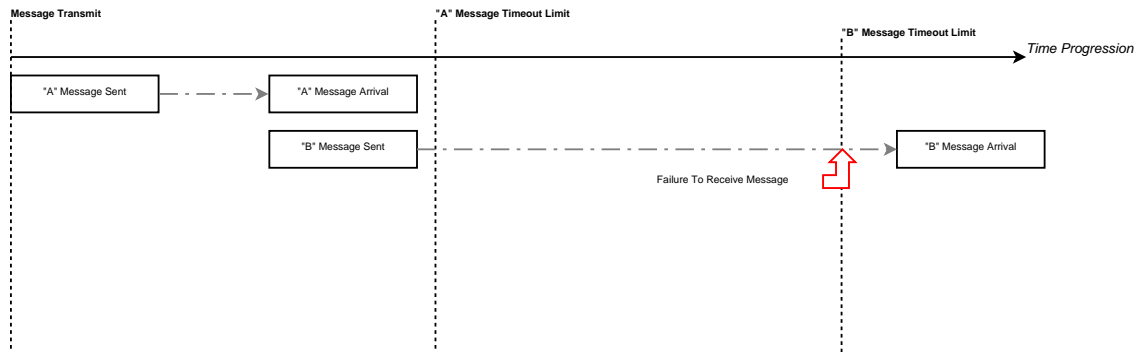 Message Transmit
"A" Message Timeout Limit
"B" Message Timeout Limit
Time Progression
"A" Message Sent
"A" Message Arrival
"B" Message Sent
"B" Message Arrival
Failure To Receive Message